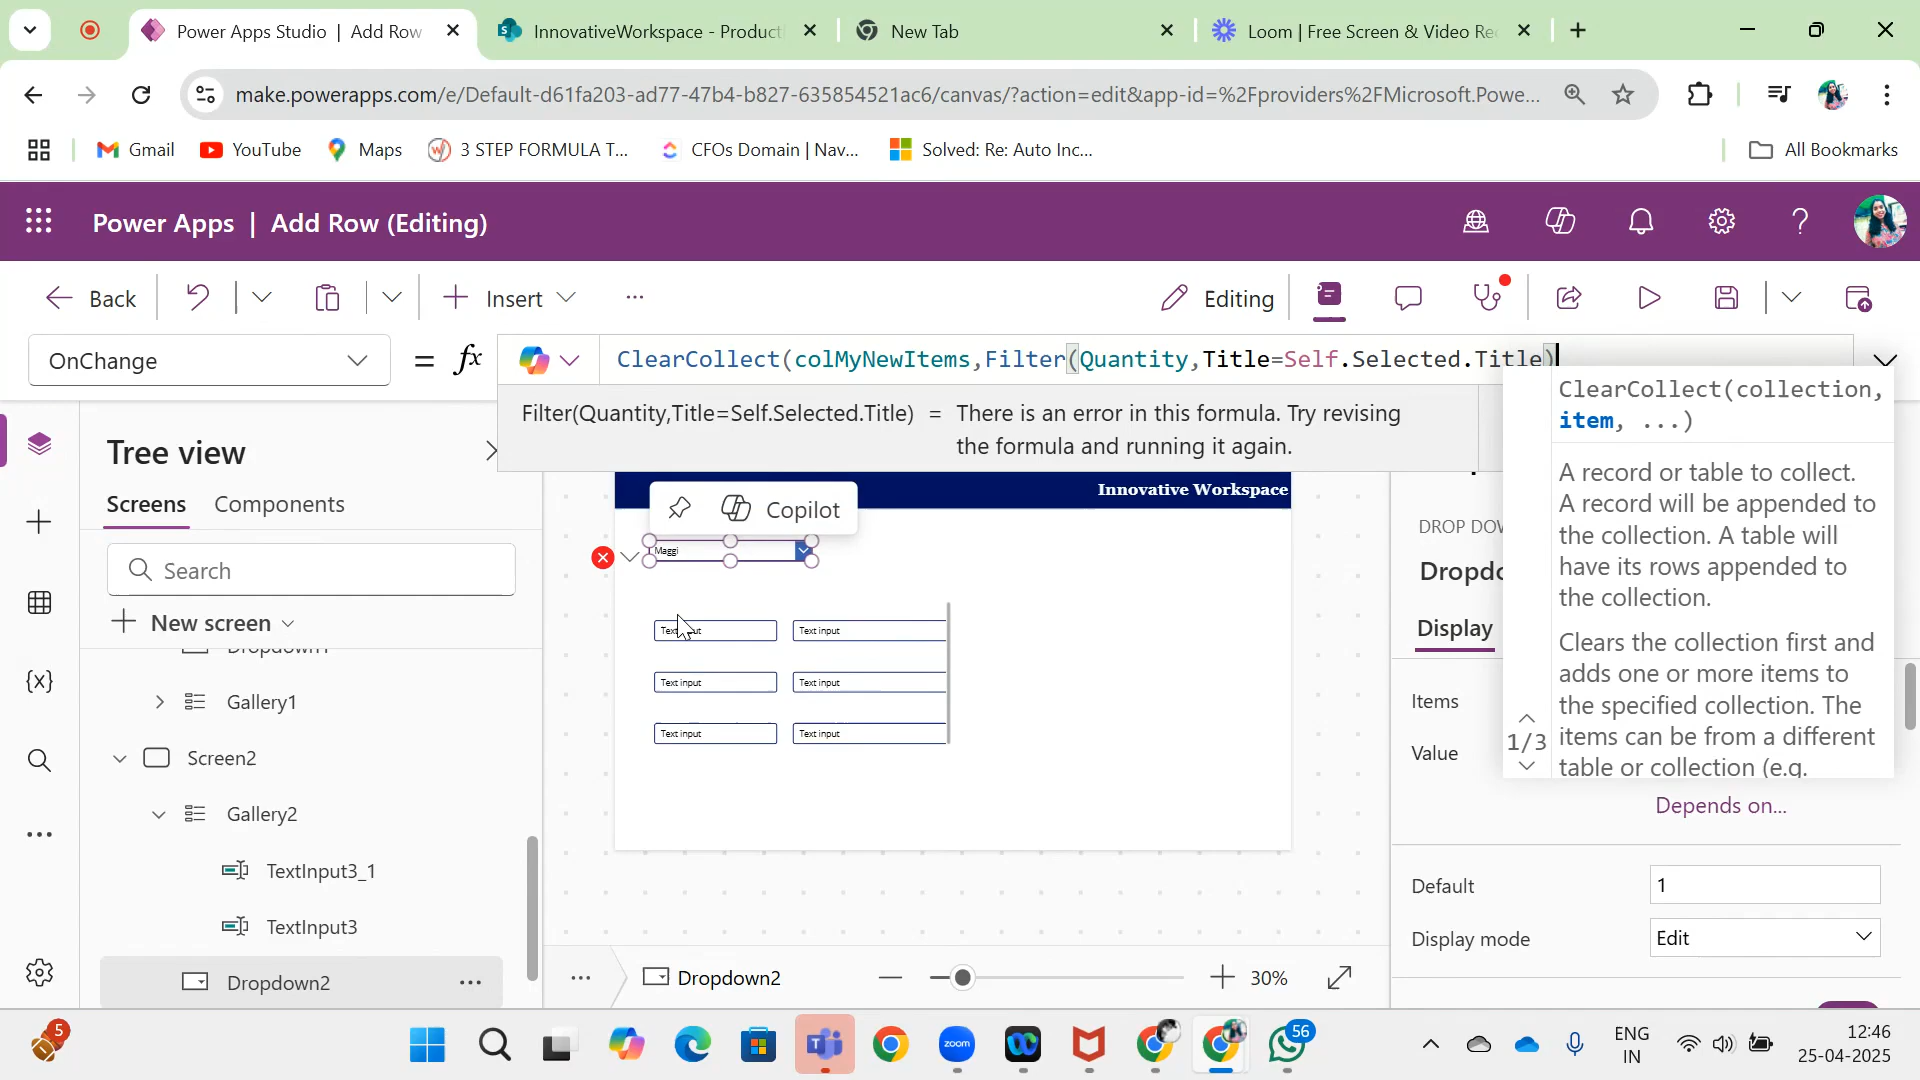 Power Apps Studio | Add Row
InnovativeWorkspace - Product
New Tab
Loom | Free Screen & Video Re
make.powerapps.com/e/Default-d61fa203-ad77-47b4-b827-635854521ac6/canvas/?action=edit&app-id=%2Fproviders%2FMicrosoft.Powe...
Gmail
YouTube
Maps
3 STEP FORMULA T...
CFOs Domain | Nav...
Solved: Re: Auto Inc...
All Bookmarks
Power Apps | Add Row (Editing)
Back
Insert
Editing
OnChange
= fx
ClearCollect(colMyNewItems,Filter(Quantity,Title=Self.Selected.Title)
Filter(Quantity,Title=Self.Selected.Title) = There is an error in this formula. Try revising
the formula and running it again.
ClearCollect(collection,
item, ...)
A record or table to collect.
A record will be appended to
the collection. A table will
have its rows appended to
the collection.
Clears the collection first and
adds one or more items to
the specified collection. The
items can be from a different
table or collection (e.g.
1/3
Tree view
Screens
Components
Search
New screen
Dropdown1
Gallery1
Screen2
Gallery2
TextInput3_1
TextInput3
Dropdown2
Innovative Workspace
Copilot
Maggi
Text input
Text input
Text input
Text input
Text input
Text input
Dropdown2
30%
DROP DOW
Dropdo
Display
Items
Value
Depends on...
Default
1
Display mode
Edit
5
zoom
56
ENG
IN
12:46
25-04-2025